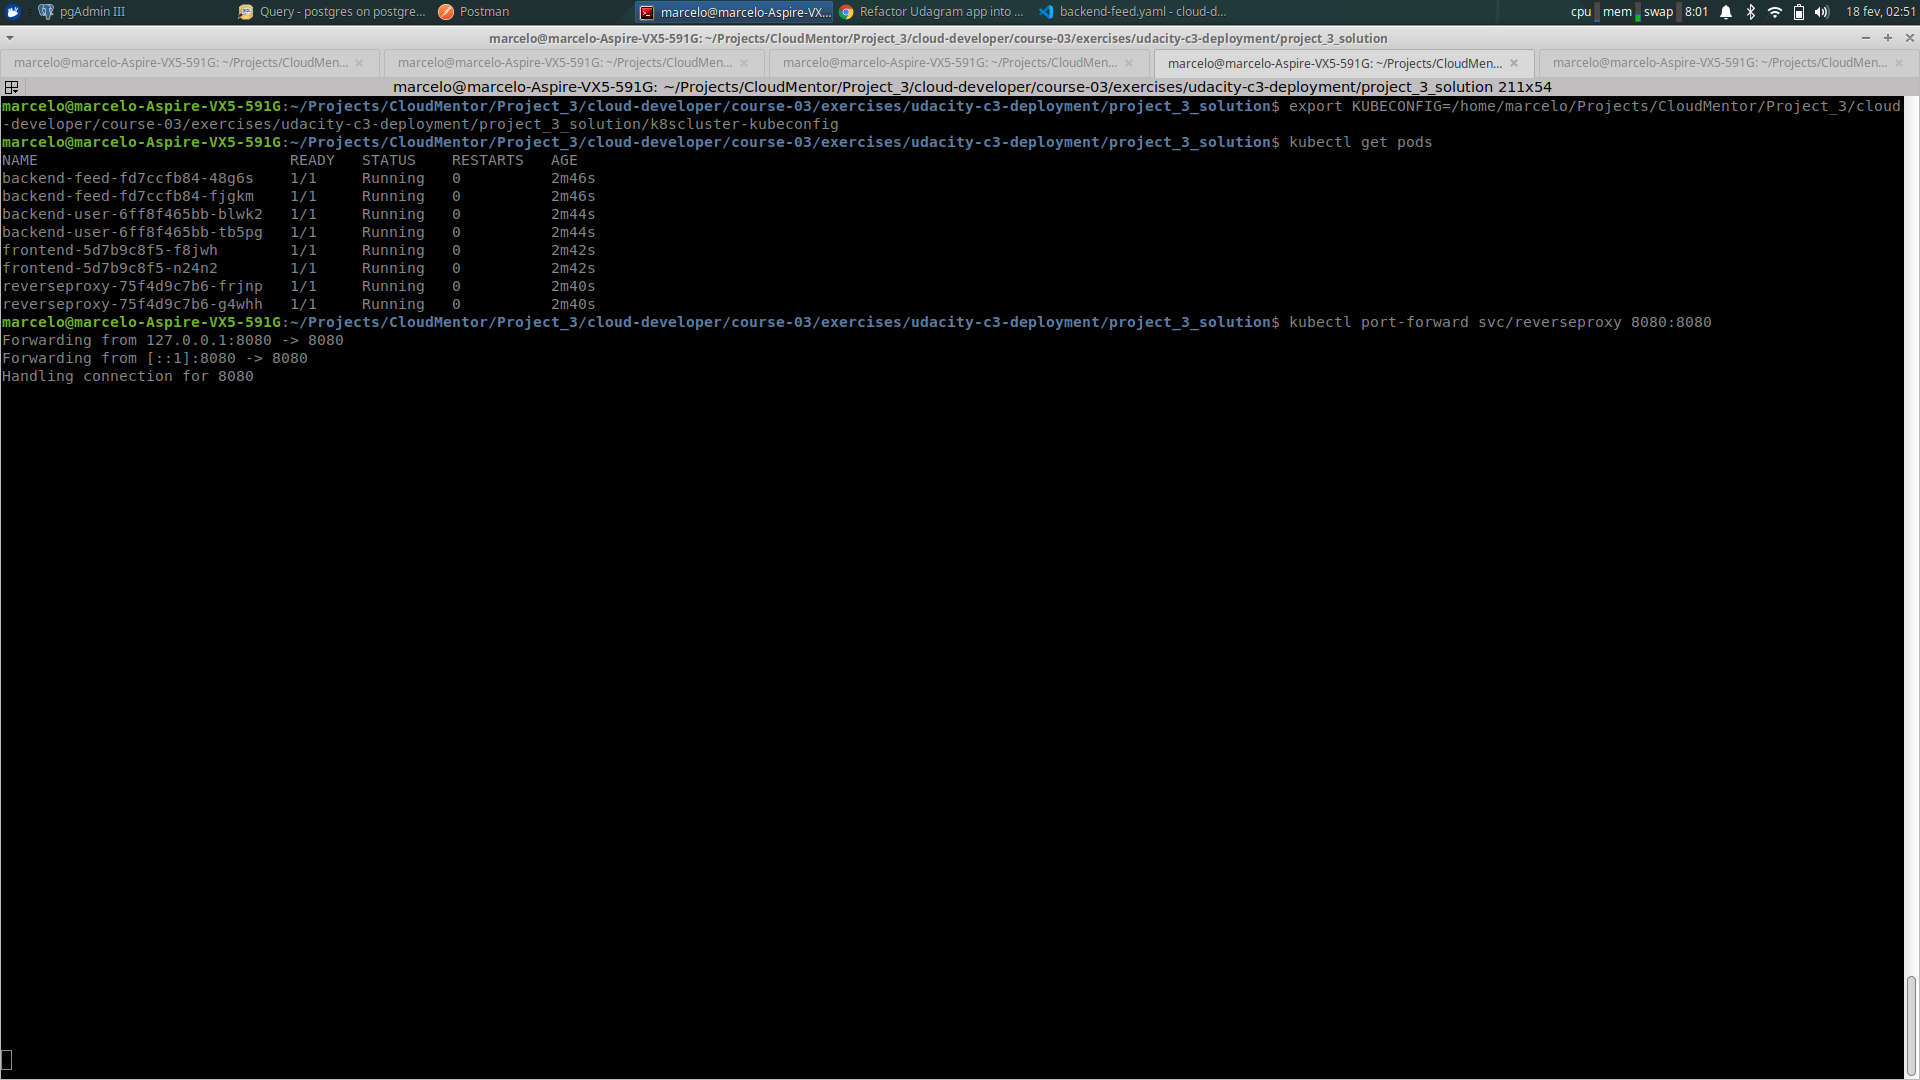 pgAdmin III
Query - postgres on postgre...
Postman
marcelo@marcelo-Aspire-VX...
Refactor Udagram app into ...
backend-feed.yaml - cloud-d...
cpu mem swap 8:01 18 fev, 02:51
marcelo@marcelo-Aspire-VX5-591G: ~/Projects/CloudMentor/Project_3/cloud-developer/course-03/exercises/udacity-c3-deployment/project_3_solution
marcelo@marcelo-Aspire-VX5-591G: ~/Projects/CloudMen...
marcelo@marcelo-Aspire-VX5-591G: ~/Projects/CloudMen...
marcelo@marcelo-Aspire-VX5-591G: ~/Projects/CloudMen...
marcelo@marcelo-Aspire-VX5-591G: ~/Projects/CloudMen...
marcelo@marcelo-Aspire-VX5-591G: ~/Projects/CloudMen...
marcelo@marcelo-Aspire-VX5-591G: ~/Projects/CloudMentor/Project_3/cloud-developer/course-03/exercises/udacity-c3-deployment/project_3_solution 211x54
marcelo@marcelo-Aspire-VX5-591G:~/Projects/CloudMentor/Project_3/cloud-developer/course-03/exercises/udacity-c3-deployment/project_3_solution$ export KUBECONFIG=/home/marcelo/Projects/CloudMentor/Project_3/cloud
-developer/course-03/exercises/udacity-c3-deployment/project_3_solution/k8scluster-kubeconfig
marcelo@marcelo-Aspire-VX5-591G:~/Projects/CloudMentor/Project_3/cloud-developer/course-03/exercises/udacity-c3-deployment/project_3_solution$ kubectl get pods
NAME READY STATUS RESTARTS AGE
backend-feed-fd7ccfb84-48g6s 1/1 Running 0 2m46s
backend-feed-fd7ccfb84-fjgkm 1/1 Running 0 2m46s
backend-user-6ff8f465bb-blwk2 1/1 Running 0 2m44s
backend-user-6ff8f465bb-tb5pg 1/1 Running 0 2m44s
frontend-5d7b9c8f5-f8jwh 1/1 Running 0 2m42s
frontend-5d7b9c8f5-n24n2 1/1 Running 0 2m42s
reverseproxy-75f4d9c7b6-frjnp 1/1 Running 0 2m40s
reverseproxy-75f4d9c7b6-g4whh 1/1 Running 0 2m40s
marcelo@marcelo-Aspire-VX5-591G:~/Projects/CloudMentor/Project_3/cloud-developer/course-03/exercises/udacity-c3-deployment/project_3_solution$ kubectl port-forward svc/reverseproxy 8080:8080
Forwarding from 127.0.0.1:8080 -> 8080
Forwarding from [::1]:8080 -> 8080
Handling connection for 8080